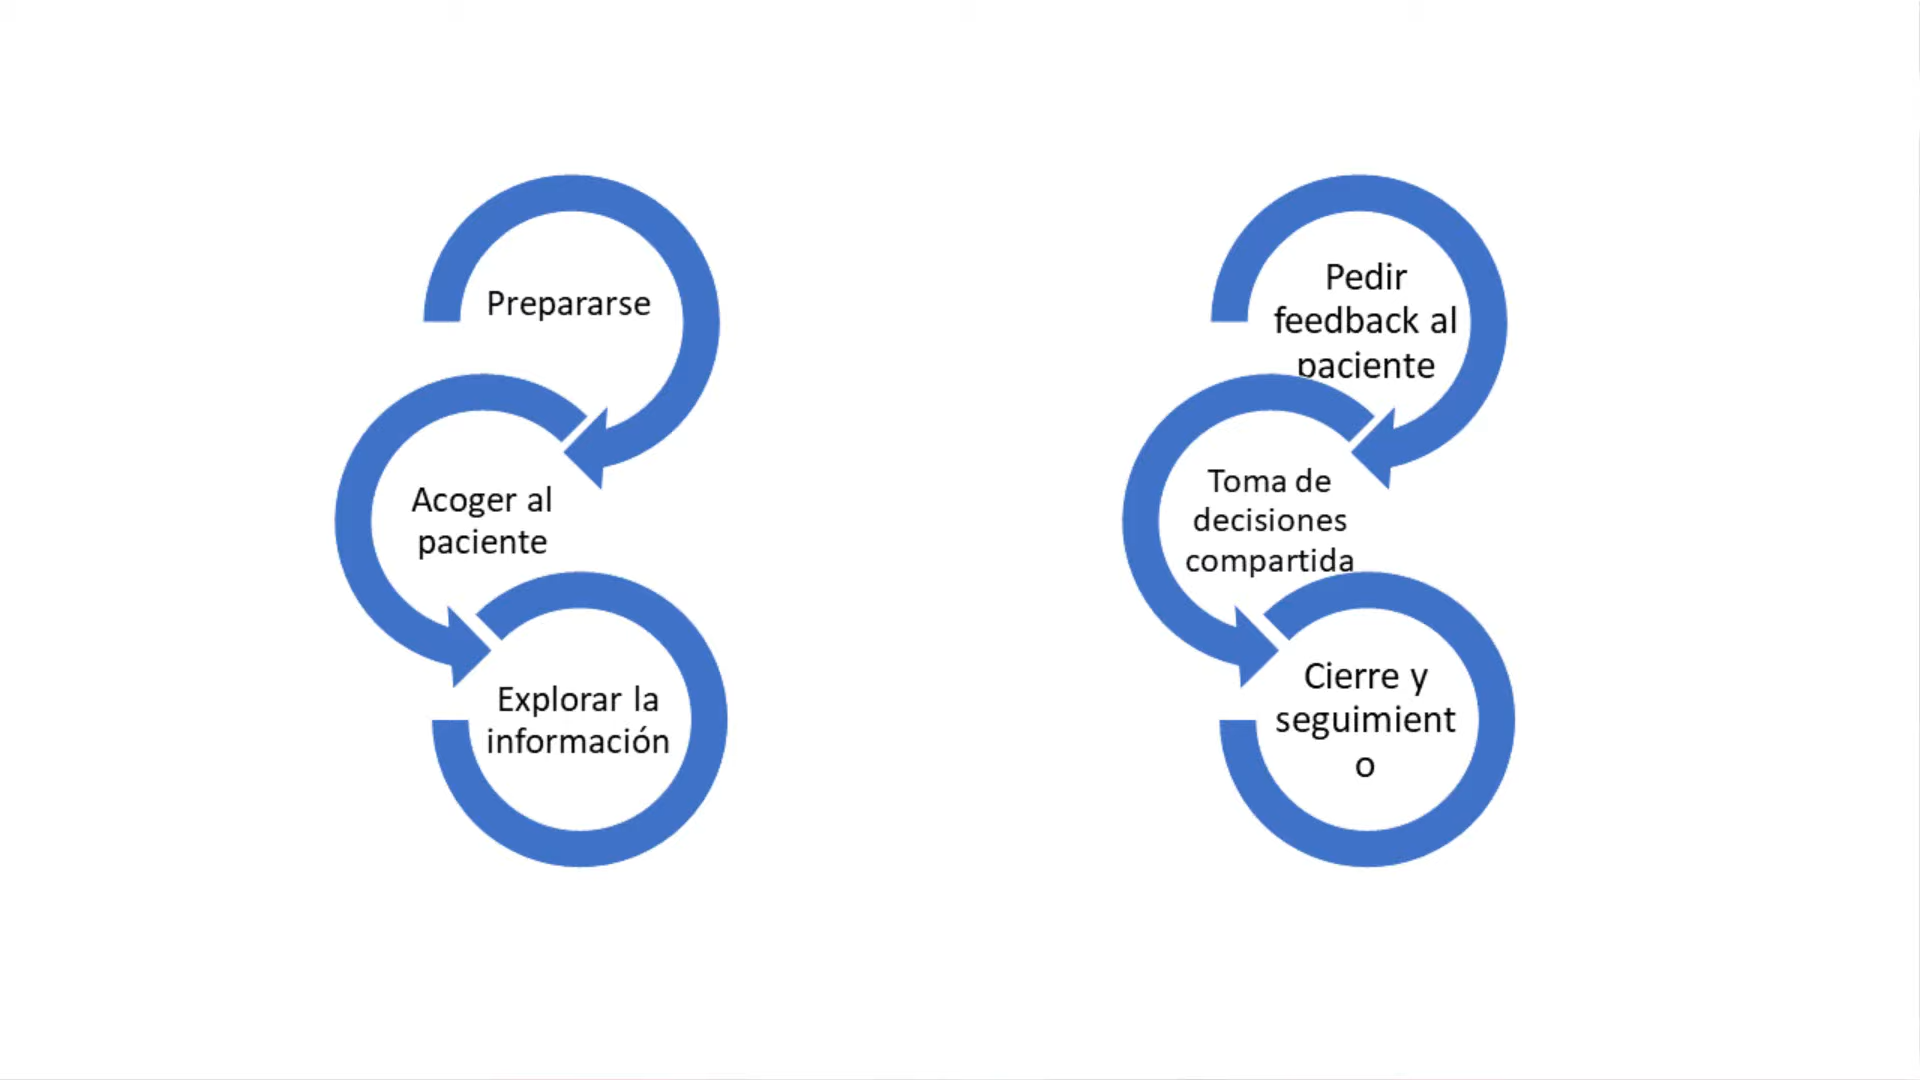 Prepararse
Acoger al
paciente
Explorar la
información
Pedir
feedback al
paciente
Toma de
decisiones
compartida
Cierre y
seguimient
o